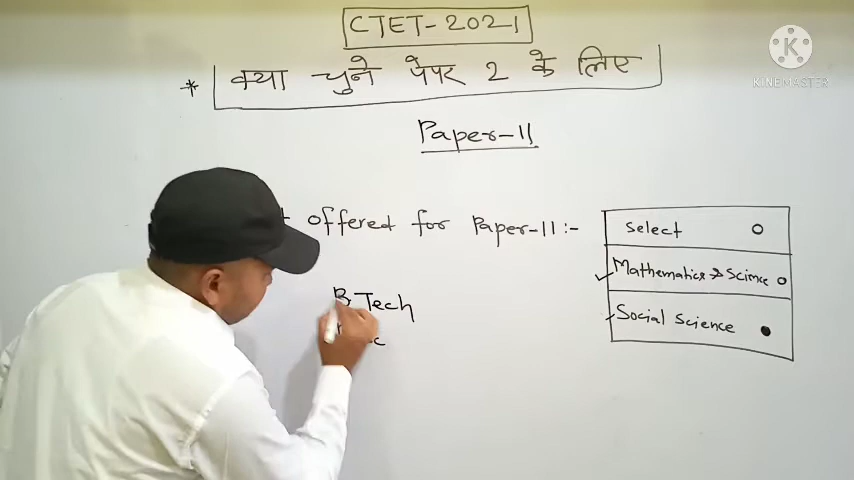 CTET-2021
* क्या चुने पेपर 2 के लिए
Paper-II
offered for Paper-II:-
select
Mathematics & Science
Social Science
B.Tech
K
KINEMASTER